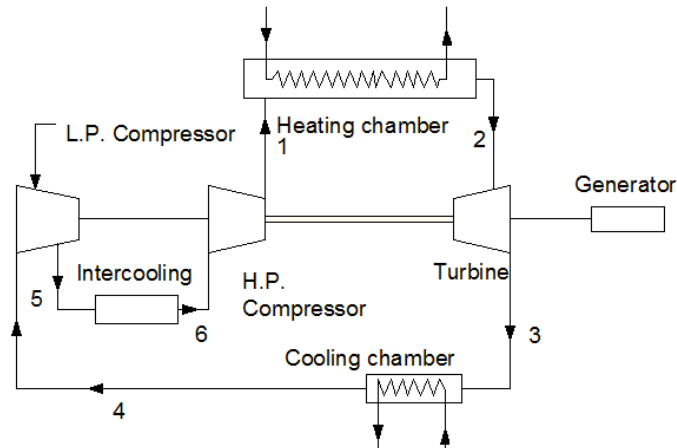 Heating chamber
1
2
L.P. Compressor
Generator
Intercooling
H.P.
Compressor
Turbine
5
6
3
Cooling chamber
4